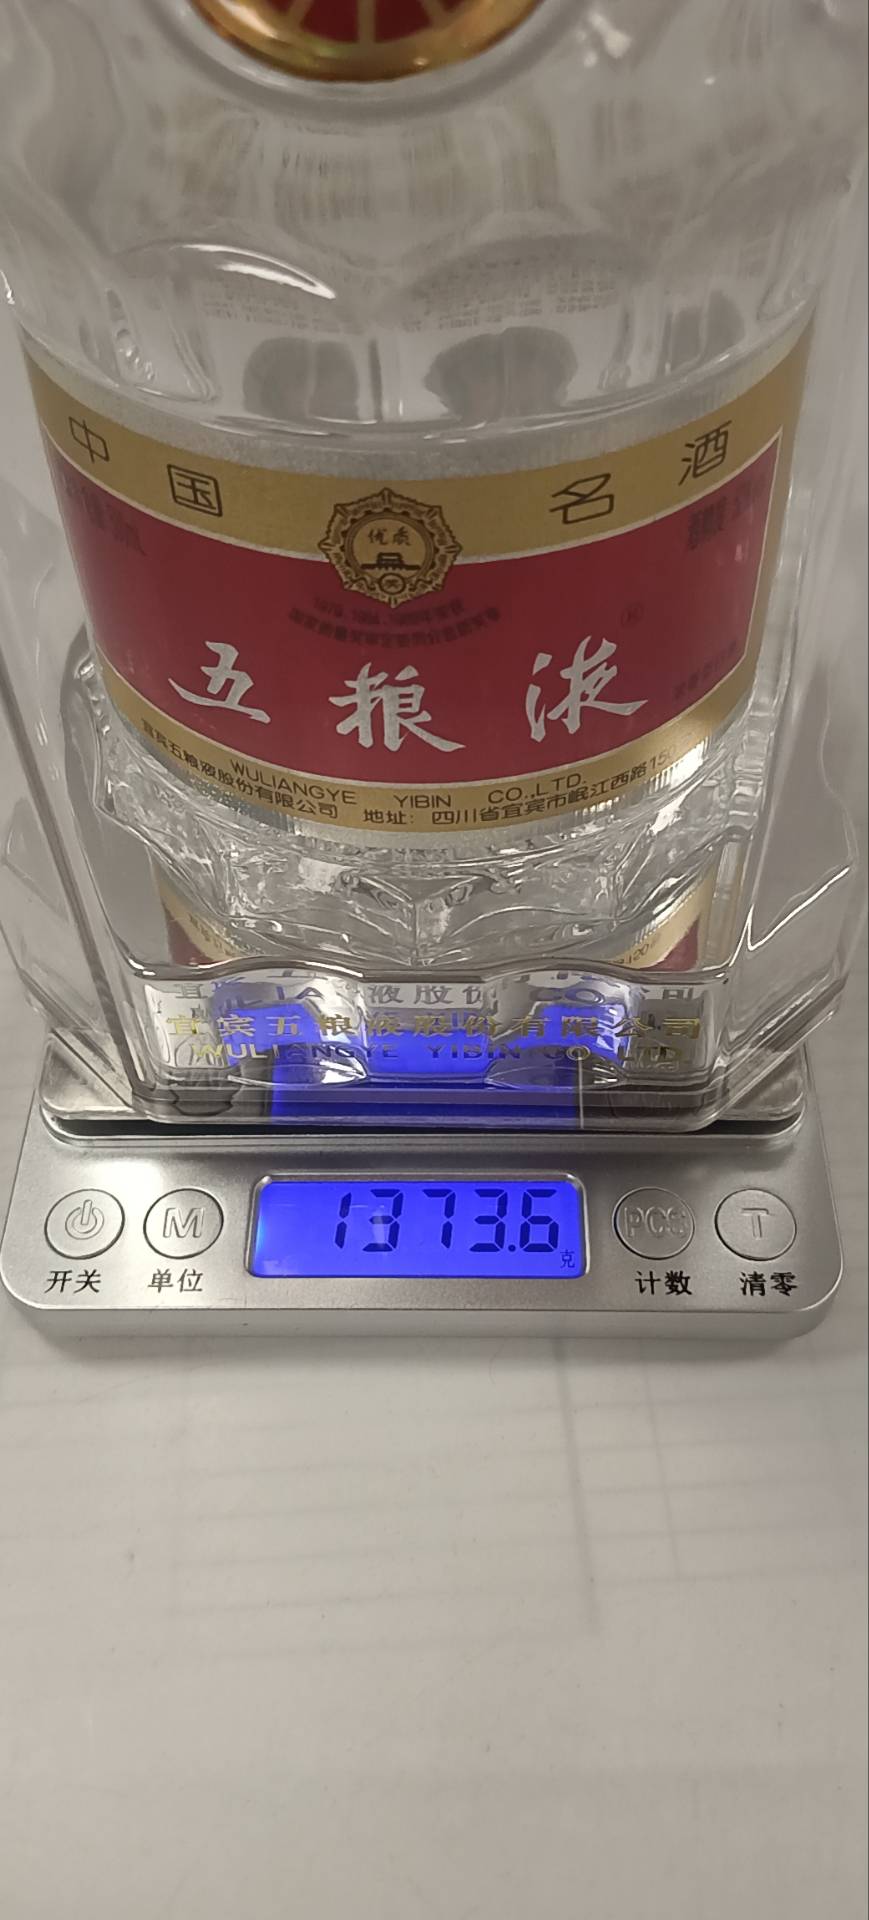 中国名酒
优质
五粮液
WULIANGYE YIBIN CO.,LTD.
宜宾五粮液股份有限公司 地址：四川省宜宾市岷江西路150
宜宾五粮液股份有限公司
WULIANGYE YIBIN CO LTD
M
1373.6
克
PCS
T
开关
单位
计数
清零